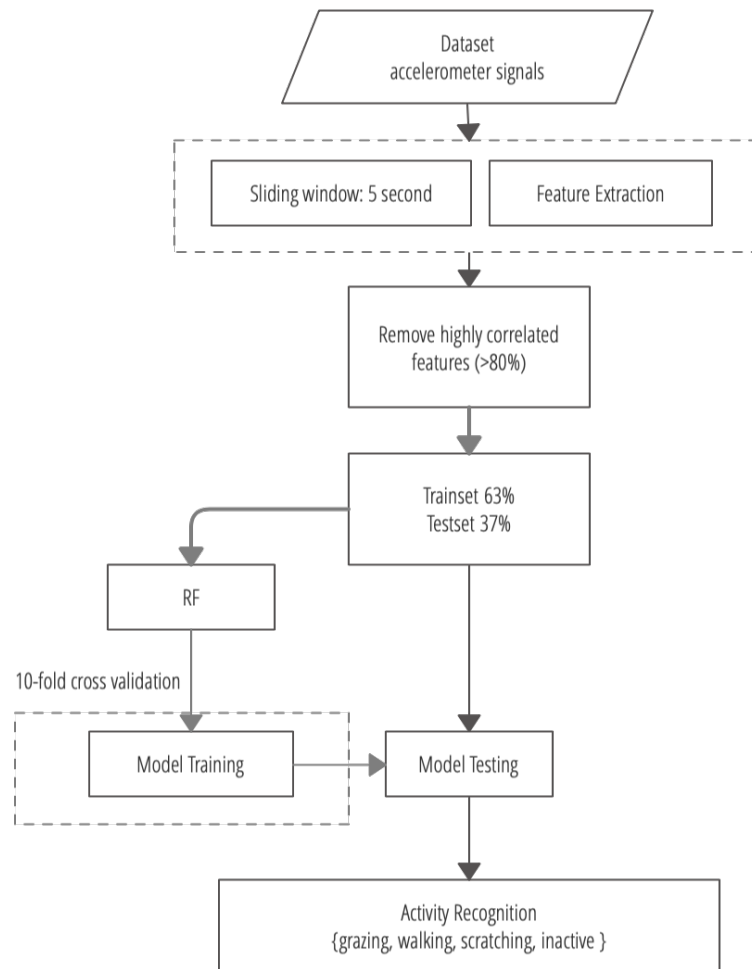 Dataset
accelerometer signals
Sliding window: 5 second
Feature Extraction
Remove highly correlated
features (>80%)
Trainset 63%
Testset 37%
RF
10-fold cross validation
Model Training
Model Testing
Activity Recognition
{grazing, walking, scratching, inactive }